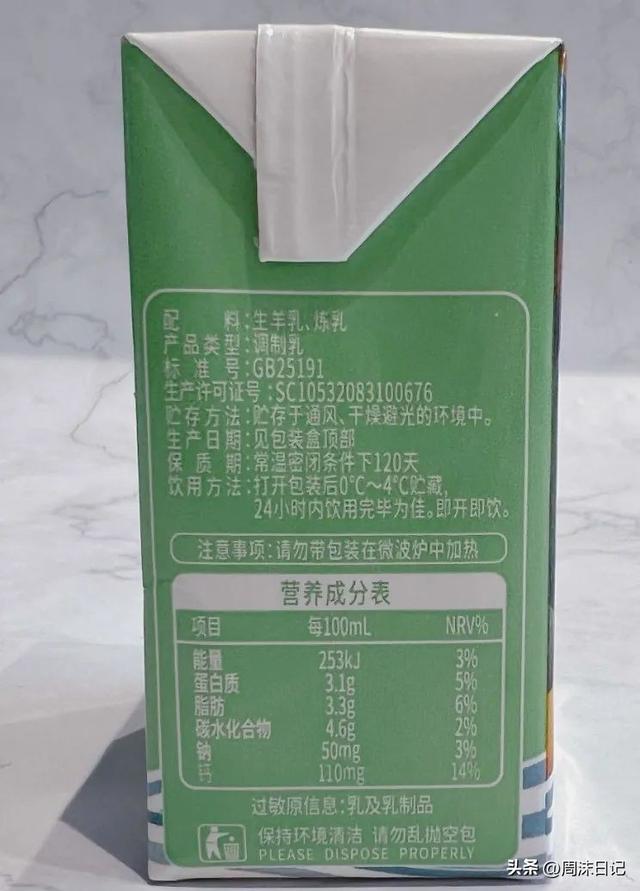 配 料:生羊乳、炼乳
产品类型:调制乳
标 准 号:GB25191
生产许可证号:SC10532083100676
贮存方法:贮存于通风、干燥避光的环境中。
生产日期:见包装盒顶部
保 质 期:常温密闭条件下120天
饮用方法:打开包装后0℃~4℃贮藏,
24小时内饮用完毕为佳。即开即饮。
注意事项:请勿带包装在微波炉中加热
营养成分表
项目 每100mL NRV%
能量 253kJ 3%
蛋白质 3.1g 5%
脂肪 3.3g 6%
碳水化合物 4.6g 2%
钠 50mg 3%
钙 110mg 14%
过敏原信息:乳及乳制品
保持环境清洁 请勿乱抛空包
PLEASE DISPOSE PROPERLY
头条 @周沫日记